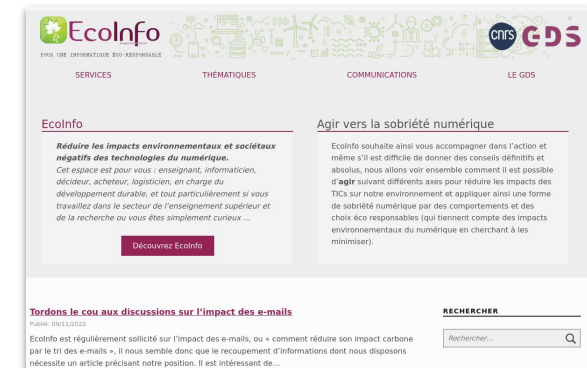 EcoInfo
POUR UNE INFORMATIQUE ÉCO-RESPONSABLE
cnrs GDS
SERVICES
THÉMATIQUES
COMMUNICATIONS
LE GDS
EcoInfo
Réduire les impacts environnementaux et sociétaux
négatifs des technologies du numérique.
Cet espace est pour vous : enseignant, informaticien,
décideur, acheteur, logisticien, en charge du
développement durable, et tout particulièrement si vous
travaillez dans le secteur de l'enseignement supérieur et
de la recherche ou vous êtes simplement curieux ...
Découvrez EcoInfo
Agir vers la sobriété numérique
EcoInfo souhaite ainsi vous accompagner dans l'action et
même s'il est difficile de donner des conseils définitifs et
absolus, nous allons voir ensemble comment il est possible
d'agir suivant différents axes pour réduire les impacts des
TICs sur notre environnement et appliquer ainsi une forme
de sobriété numérique par des comportements et des
choix éco responsables (qui tiennent compte des impacts
environnementaux du numérique en cherchant à les
minimiser).
Tordons le cou aux discussions sur l'impact des e-mails
Publié: 09/11/2022
EcoInfo est régulièrement sollicité sur l'impact des e-mails, ou « comment réduire son impact carbone
par le tri des e-mails », il nous semble donc que le recoupement d'informations dont nous disposons
nécessite un article précisant notre position. Il est intéressant de...
RECHERCHER
Rechercher...